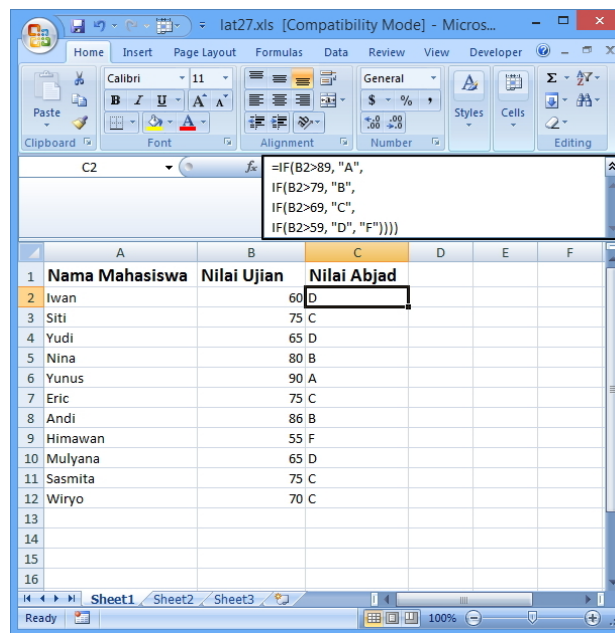 lat27.xls [Compatibility Mode] - Micros...
Home Insert Page Layout Formulas Data Review View Developer
Paste
Calibri 11
B I U A A
A
General
$ % ,
.00 .00
Styles
Cells
Σ
Clipboard Font Alignment Number Editing
C2 fx =IF(B2>89, "A",
IF(B2>79, "B",
IF(B2>69, "C",
IF(B2>59, "D", "F"))))
A B C D E F
1 Nama Mahasiswa Nilai Ujian Nilai Abjad
2 Iwan 60 D
3 Siti 75 C
4 Yudi 65 D
5 Nina 80 B
6 Yunus 90 A
7 Eric 75 C
8 Andi 86 B
9 Himawan 55 F
10 Mulyana 65 D
11 Sasmita 75 C
12 Wiryo 70 C
13
14
15
16
Sheet1 Sheet2 Sheet3
Ready 100%